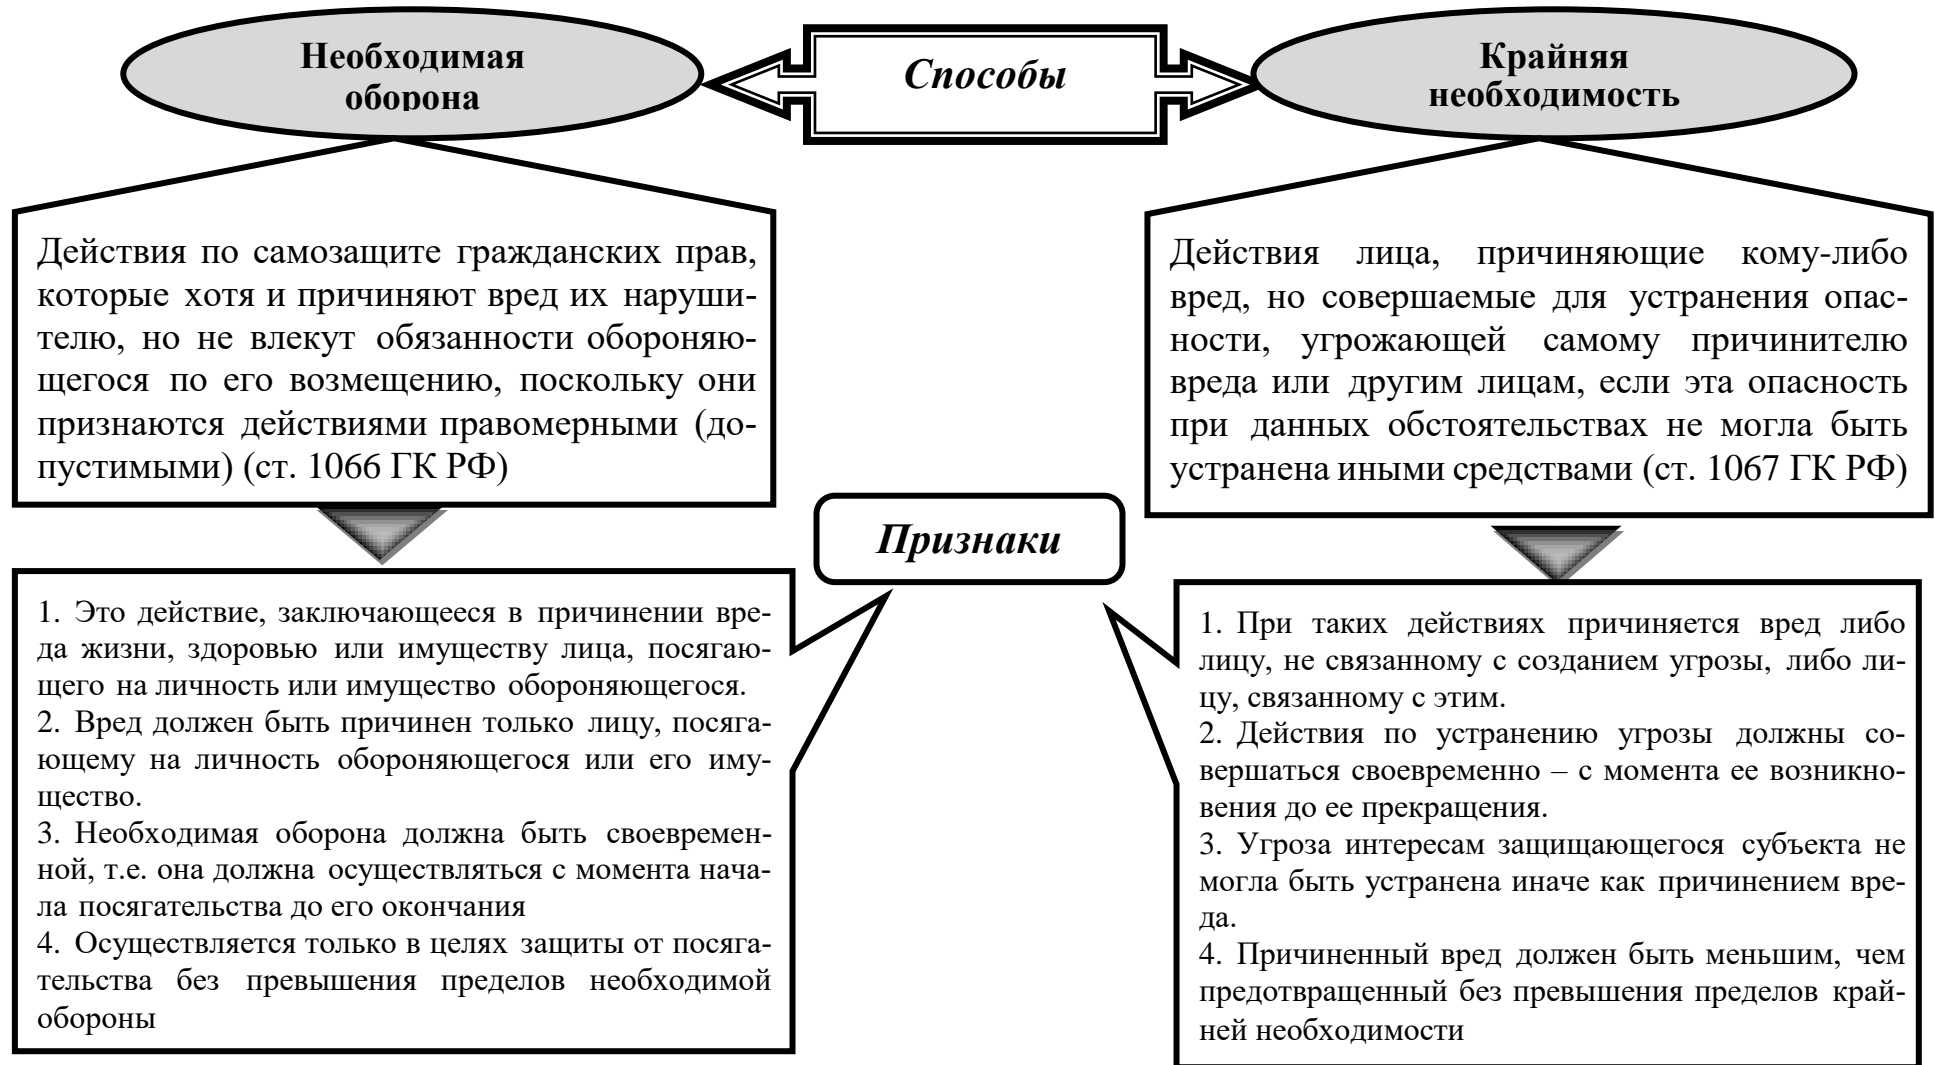 Необходимая
оборона
Способы
Крайняя
необходимость
Действия по самозащите гражданских прав,
которые хотя и причиняют вред их наруши-
телю, но не влекут обязанности обороняю-
щегося по его возмещению, поскольку они
признаются действиями правомерными (до-
пустимыми) (ст. 1066 ГК РФ)
Действия лица, причиняющие кому-либо
вред, но совершаемые для устранения опас-
ности, угрожающей самому причинителю
вреда или другим лицам, если эта опасность
при данных обстоятельствах не могла быть
устранена иными средствами (ст. 1067 ГК РФ)
Признаки
1. Это действие, заключающееся в причинении вре-
да жизни, здоровью или имуществу лица, посягаю-
щего на личность или имущество обороняющегося.
2. Вред должен быть причинен только лицу, посяга-
ющему на личность обороняющегося или его иму-
щество.
3. Необходимая оборона должна быть своевремен-
ной, т.е. она должна осуществляться с момента нача-
ла посягательства до его окончания
4. Осуществляется только в целях защиты от посяга-
тельства без превышения пределов необходимой
обороны
1. При таких действиях причиняется вред либо
лицу, не связанному с созданием угрозы, либо ли-
цу, связанному с этим.
2. Действия по устранению угрозы должны со-
вершаться своевременно – с момента ее возникно-
вения до ее прекращения.
3. Угроза интересам защищающегося субъекта не
могла быть устранена иначе как причинением вре-
да.
4. Причиненный вред должен быть меньшим, чем
предотвращенный без превышения пределов край-
ней необходимости